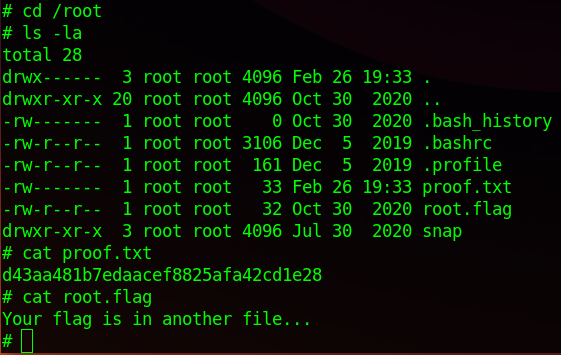 # cd /root
# ls -la
total 28
drwx------  3 root root 4096 Feb 26 19:33 .
drwxr-xr-x 20 root root 4096 Oct 30  2020 ..
-rw-------  1 root root    0 Oct 30  2020 .bash_history
-rw-r--r--  1 root root 3106 Dec  5  2019 .bashrc
-rw-r--r--  1 root root  161 Dec  5  2019 .profile
-rw-------  1 root root   33 Feb 26 19:33 proof.txt
-rw-r--r--  1 root root   32 Oct 30  2020 root.flag
drwxr-xr-x  3 root root 4096 Jul 30  2020 snap
# cat proof.txt
d43aa481b7edaacef8825afa42cd1e28
# cat root.flag
Your flag is in another file...
#